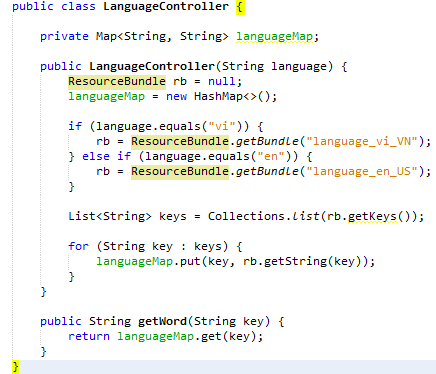 public class LanguageController {
private Map<String, String> languageMap;
public LanguageController(String language) {
ResourceBundle rb = null;
languageMap = new HashMap<>();
if (language.equals("vi")) {
rb = ResourceBundle.getBundle("language_vi_VN");
} else if (language.equals("en")) {
rb = ResourceBundle.getBundle("language_en_US");
}
List<String> keys = Collections.list(rb.getKeys());
for (String key : keys) {
languageMap.put(key, rb.getString(key));
}
}
public String getWord(String key) {
return languageMap.get(key);
}
}